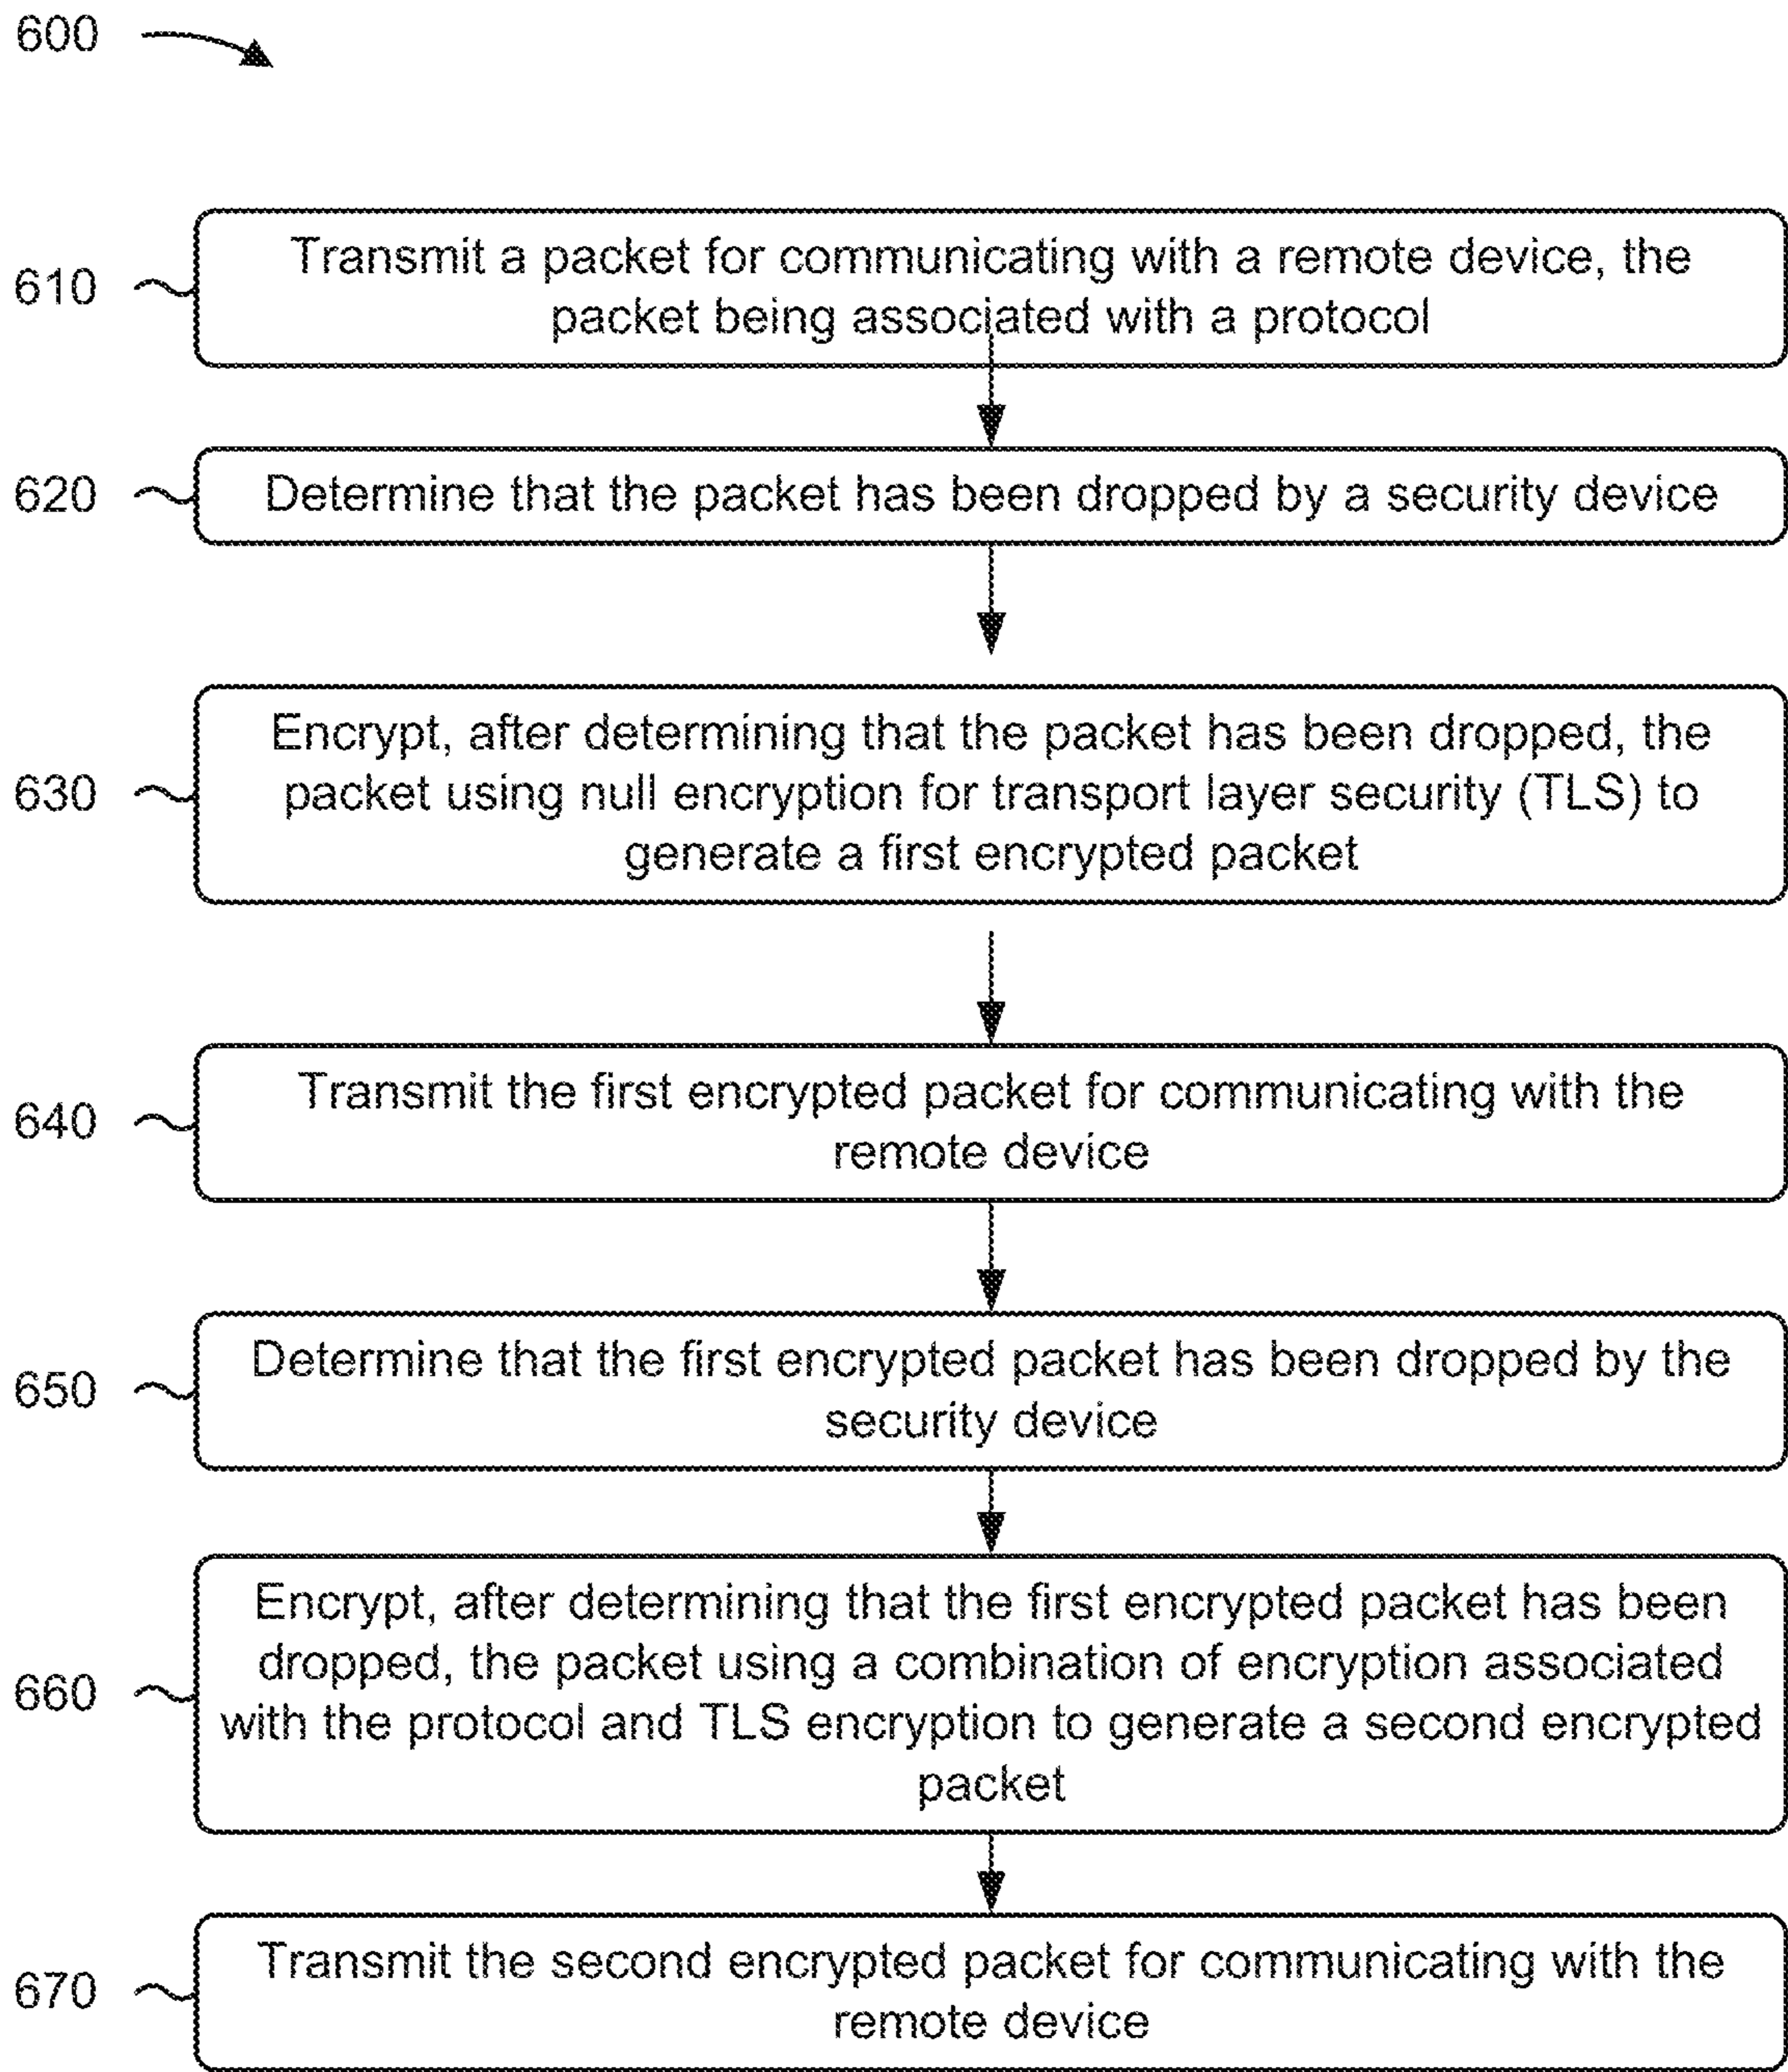 600
610
Transmit a packet for communicating with a remote device, the
packet being associated with a protocol
620
Determine that the packet has been dropped by a security device
630
Encrypt, after determining that the packet has been dropped, the
packet using null encryption for transport layer security (TLS) to
generate a first encrypted packet
640
Transmit the first encrypted packet for communicating with the
remote device
650
Determine that the first encrypted packet has been dropped by the
security device
660
Encrypt, after determining that the first encrypted packet has been
dropped, the packet using a combination of encryption associated
with the protocol and TLS encryption to generate a second encrypted
packet
670
Transmit the second encrypted packet for communicating with the
remote device